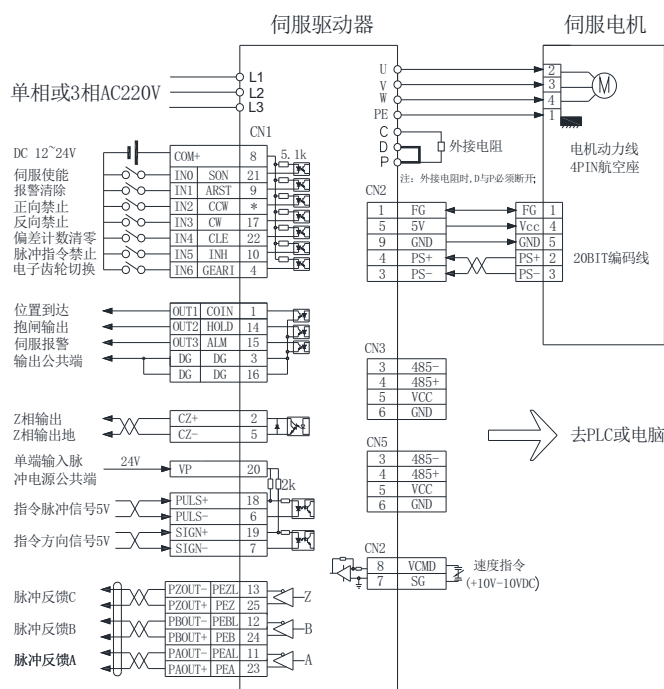 伺服驱动器
伺服电机
单相或3相AC220V
L1
L2
L3
U
V
W
PE
C
D
P
2
3
4
1
M
外接电阻
注：外接电阻时，D与P必须断开；
电机动力线
4PIN航空座
CN1
DC 12~24V
COM+ 8 5.1k
伺服使能 IN0 SON 21
报警清除 IN1 ARST 9
正向禁止 IN2 CCW *
反向禁止 IN3 CW 17
偏差计数清零 IN4 CLE 22
脉冲指令禁止 IN5 INH 10
电子齿轮切换 IN6 GEAR1 4
CN2
1 FG FG 1
5 5V Vcc 4
9 GND GND 5
4 PS+ PS+ 2
3 PS- PS- 3
20BIT编码线
位置到达 OUT1 COIN 1
抱闸输出 OUT2 HOLD 14
伺服报警 OUT3 ALM 15
输出公共端 DG DG 3
DG DG 16
CN3
3 485-
4 485+
5 VCC
6 GND
Z相输出 CZ+ 2
Z相输出地 CZ- 5
去PLC或电脑
CN5
3 485-
4 485+
5 VCC
6 GND
单端输入脉
冲电源公共端
24V VP 20
2k
指令脉冲信号5V
PULS+ 18
PULS- 6
指令方向信号5V
SIGN+ 19
SIGN- 7
CN2
8 VCMD
7 SG
速度指令
(+10V-10VDC)
脉冲反馈C
PZOUT- PEZL 13
PZOUT+ PEZ 25
Z
脉冲反馈B
PBOUT- PEBL 12
PBOUT+ PEB 24
B
脉冲反馈A
PAOUT- PEAL 11
PAOUT+ PEA 23
A